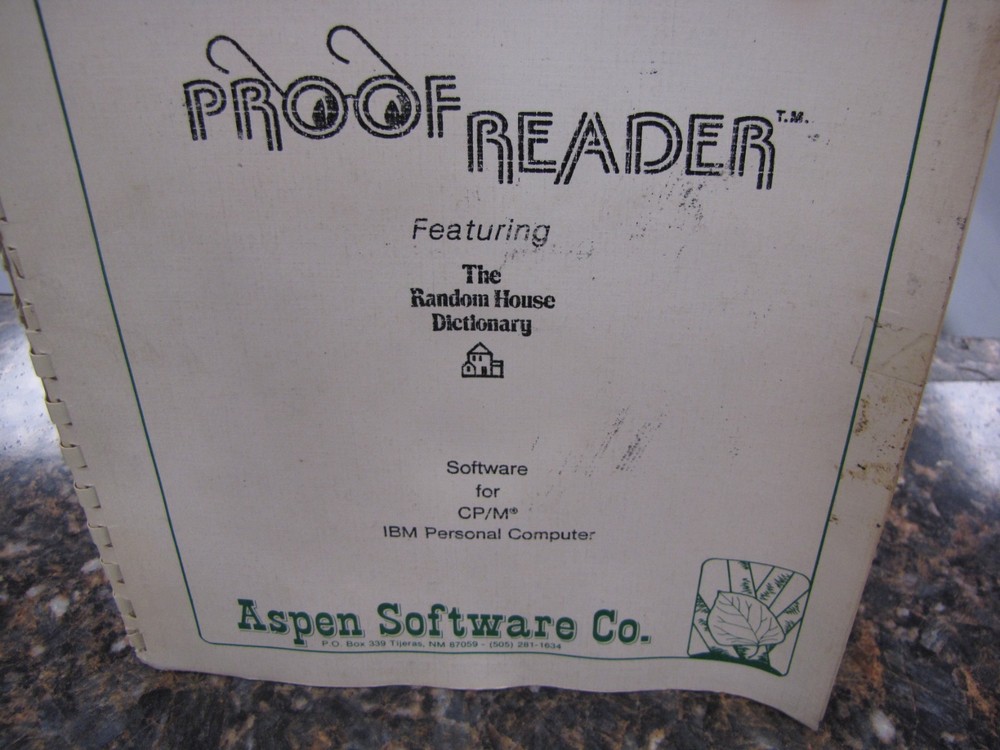 PROOF READER T.M.
Featuring
The
Random House
Dictionary
Software
for
CP/M®
IBM Personal Computer
Aspen Software Co.
P.O. Box 339 Tijeras, NM 87059 - (505) 281-1634